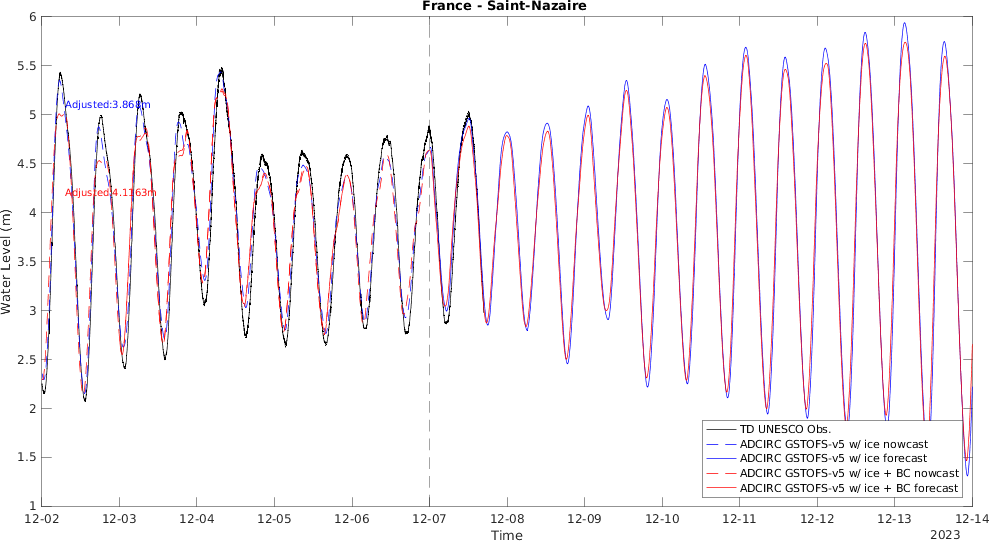 France - Saint-Nazaire
6
5.5
5
4.5
4
3.5
3
2.5
2
1.5
1
Water Level (m)
Adjusted:3.868m
Adjusted:4.1163m
TD UNESCO Obs.
ADCIRC GSTOFS-v5 w/ ice nowcast
ADCIRC GSTOFS-v5 w/ ice forecast
ADCIRC GSTOFS-v5 w/ ice + BC nowcast
ADCIRC GSTOFS-v5 w/ ice + BC forecast
12-02 12-03 12-04 12-05 12-06 12-07 12-08 12-09 12-10 12-11 12-12 12-13 12-14
Time
2023